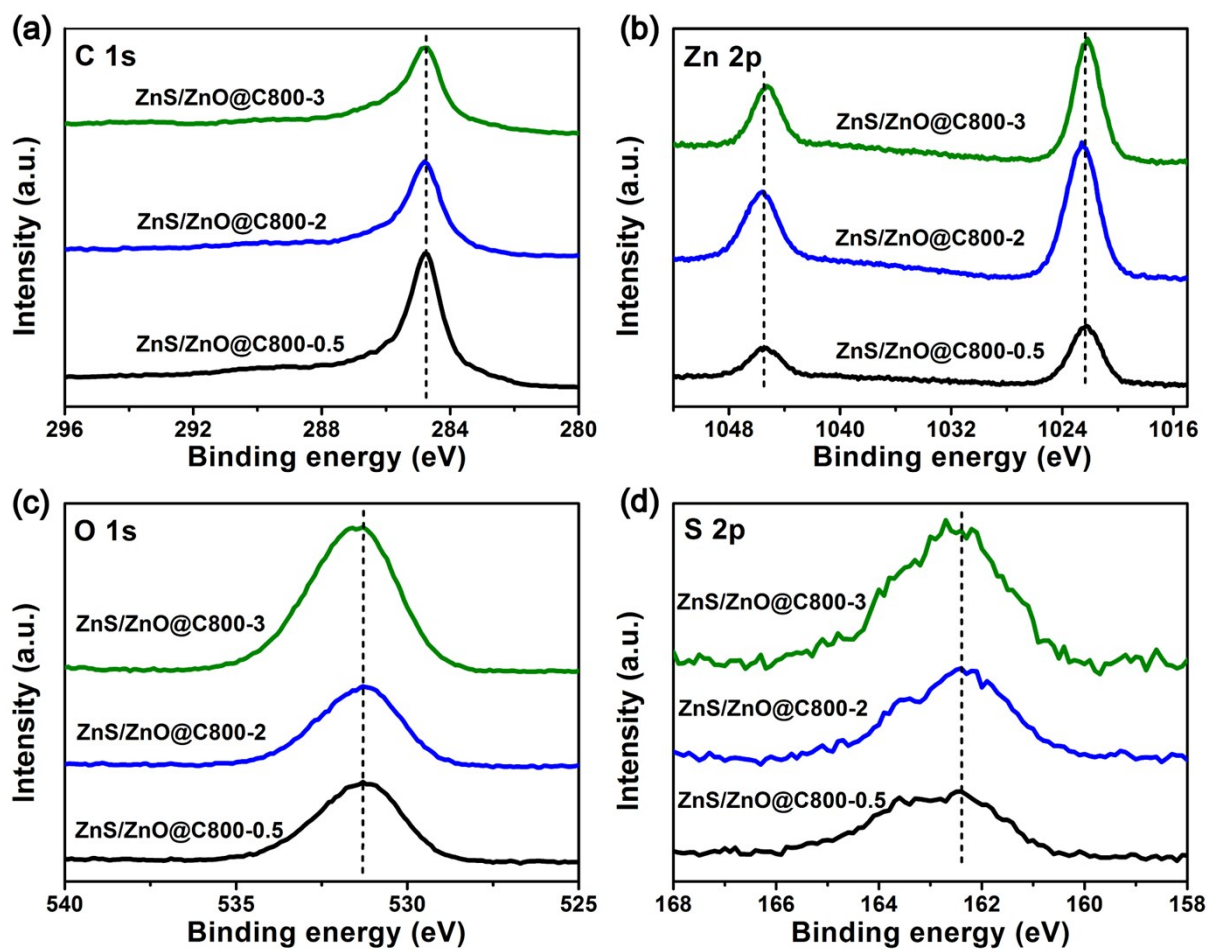 (a)
C 1s
ZnS/ZnO@C800-3
ZnS/ZnO@C800-2
ZnS/ZnO@C800-0.5
Intensity (a.u.)
296 292 288 284 280
Binding energy (eV)
(b)
Zn 2p
ZnS/ZnO@C800-3
ZnS/ZnO@C800-2
ZnS/ZnO@C800-0.5
Intensity (a.u.)
1048 1040 1032 1024 1016
Binding energy (eV)
(c)
O 1s
ZnS/ZnO@C800-3
ZnS/ZnO@C800-2
ZnS/ZnO@C800-0.5
Intensity (a.u.)
540 535 530 525
Binding energy (eV)
(d)
S 2p
ZnS/ZnO@C800-3
ZnS/ZnO@C800-2
ZnS/ZnO@C800-0.5
Intensity (a.u.)
168 166 164 162 160 158
Binding energy (eV)